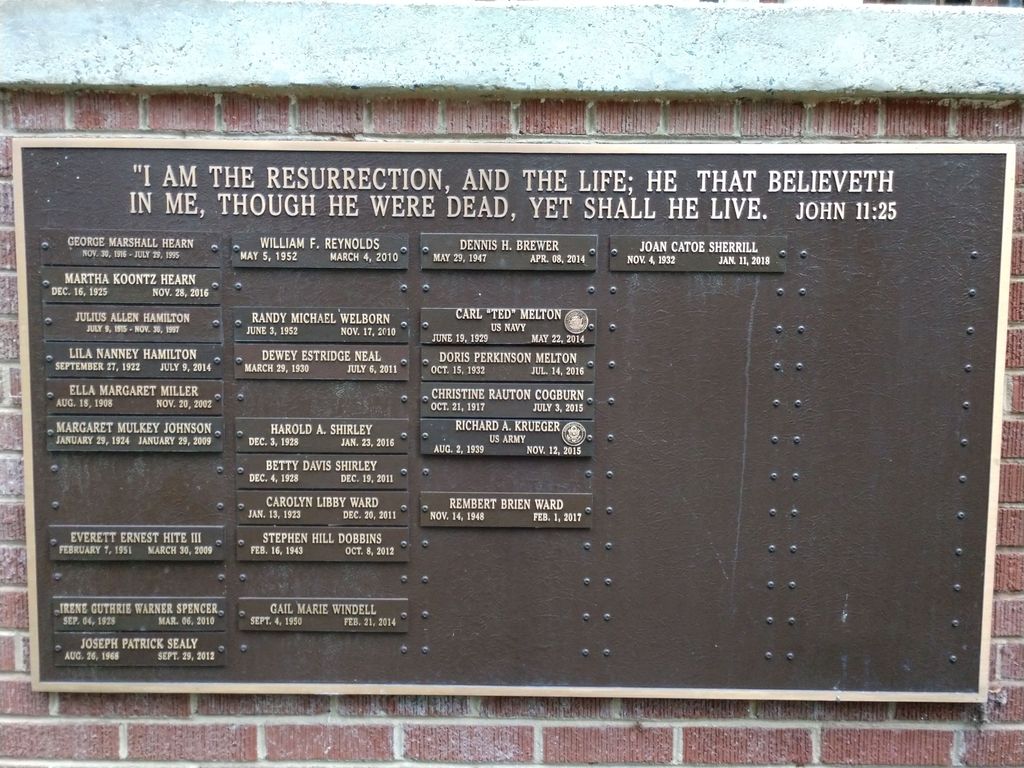 "I AM THE RESURRECTION, AND THE LIFE; HE THAT BELIEVETH
IN ME, THOUGH HE WERE DEAD, YET SHALL HE LIVE. JOHN 11:25
GEORGE MARSHALL HEARN
NOV. 30, 1916 - JULY 29, 1995
MARTHA KOONTZ HEARN
DEC. 16, 1925 NOV. 28, 2016
JULIUS ALLEN HAMILTON
JULY 9, 1915 - NOV. 30, 1997
LILA NANNEY HAMILTON
SEPTEMBER 27, 1922 JULY 9, 2014
ELLA MARGARET MILLER
AUG. 18, 1908 NOV. 20, 2002
MARGARET MULKEY JOHNSON
JANUARY 29, 1924 JANUARY 29, 2009
EVERETT ERNEST HITE III
FEBRUARY 7, 1951 MARCH 30, 2009
IRENE GUTHRIE WARNER SPENCER
SEP. 04, 1928 MAR. 06, 2010
JOSEPH PATRICK SEALY
AUG. 26, 1968 SEPT. 29, 2012
WILLIAM F. REYNOLDS
MAY 5, 1952 MARCH 4, 2010
RANDY MICHAEL WELBORN
JUNE 3, 1952 NOV. 17, 2010
DEWEY ESTRIDGE NEAL
MARCH 29, 1930 JULY 6, 2011
HAROLD A. SHIRLEY
DEC. 3, 1928 JAN. 23, 2016
BETTY DAVIS SHIRLEY
DEC. 4, 1928 DEC. 19, 2011
CAROLYN LIBBY WARD
JAN. 13, 1923 DEC. 20, 2011
STEPHEN HILL DOBBINS
FEB. 16, 1943 OCT. 8, 2012
GAIL MARIE WINDELL
SEPT. 4, 1950 FEB. 21, 2014
DENNIS H. BREWER
MAY 29, 1947 APR. 08, 2014
CARL "TED" MELTON
US NAVY
JUNE 19, 1929 MAY 22, 2014
DORIS PERKINSON MELTON
OCT. 15, 1932 JUL. 14, 2016
CHRISTINE RAUTON COGBURN
OCT. 21, 1917 JULY 3, 2015
RICHARD A. KRUEGER
US ARMY
AUG. 2, 1939 NOV. 12, 2015
REMBERT BRIEN WARD
NOV. 14, 1948 FEB. 1, 2017
JOAN CATOE SHERRILL
NOV. 4, 1932 JAN. 11, 2018